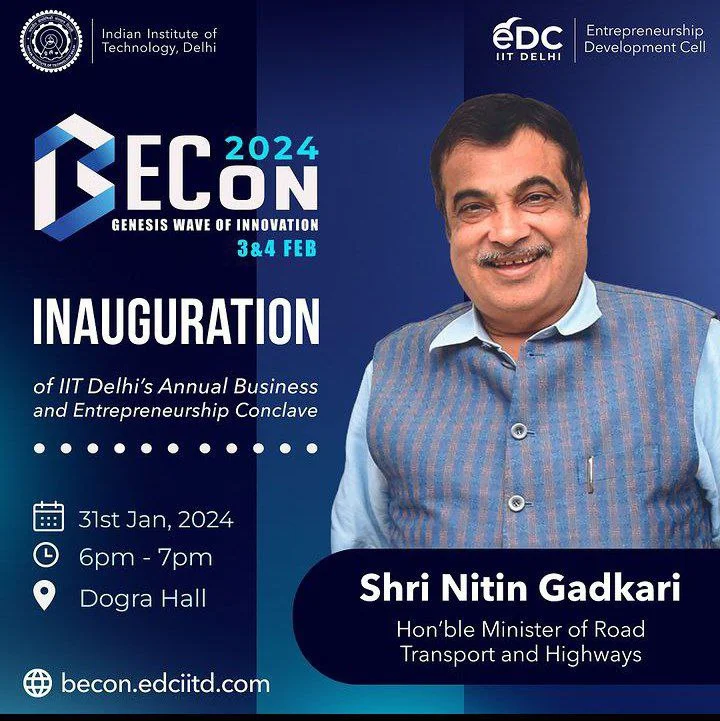 Indian Institute of
Technology, Delhi
eDC
IIT DELHI
Entrepreneurship
Development Cell
BECon 2024
GENESIS WAVE OF INNOVATION
3&4 FEB
INAUGURATION
of IIT Delhi's Annual Business
and Entrepreneurship Conclave
31st Jan, 2024
6pm - 7pm
Dogra Hall
Shri Nitin Gadkari
Hon'ble Minister of Road
Transport and Highways
becon.edciitd.com